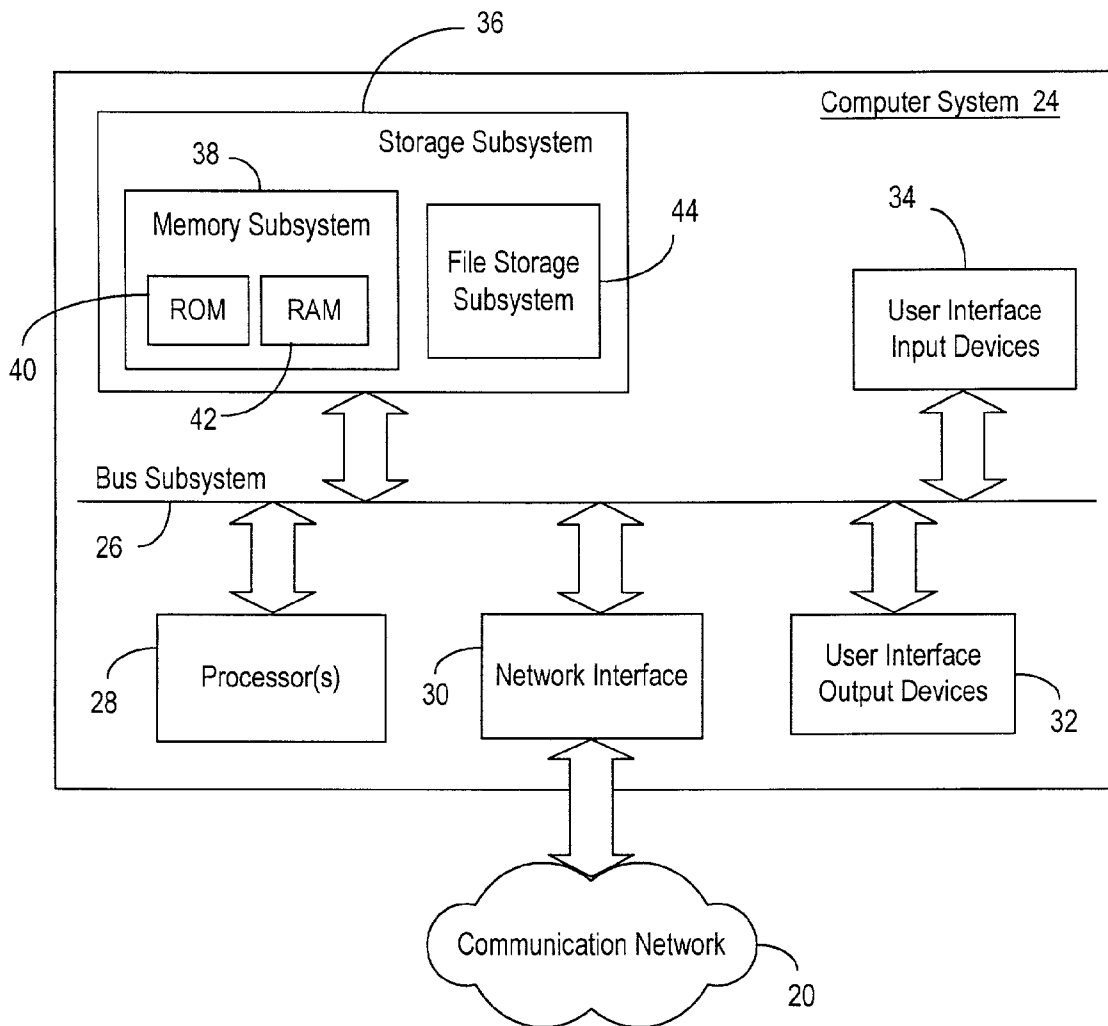 36
Computer System 24
Storage Subsystem
38
34
Memory Subsystem
44
File Storage
Subsystem
ROM
RAM
User Interface
Input Devices
40
42
Bus Subsystem
26
Processor(s)
28
Network Interface
30
User Interface
Output Devices
32
Communication Network
20